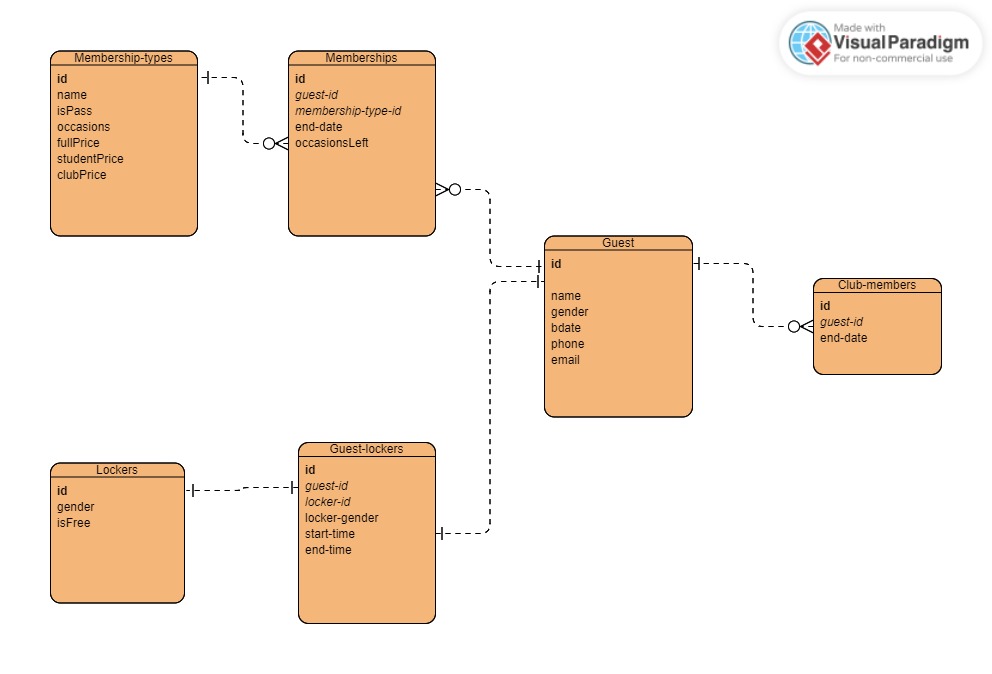 Made with
VisualParadigm
For non-commercial use
Membership-types
id
name
isPass
occasions
fullPrice
studentPrice
clubPrice
Memberships
id
guest-id
membership-type-id
end-date
occasionsLeft
Guest
id
name
gender
bdate
phone
email
Club-members
id
guest-id
end-date
Lockers
id
gender
isFree
Guest-lockers
id
guest-id
locker-id
locker-gender
start-time
end-time